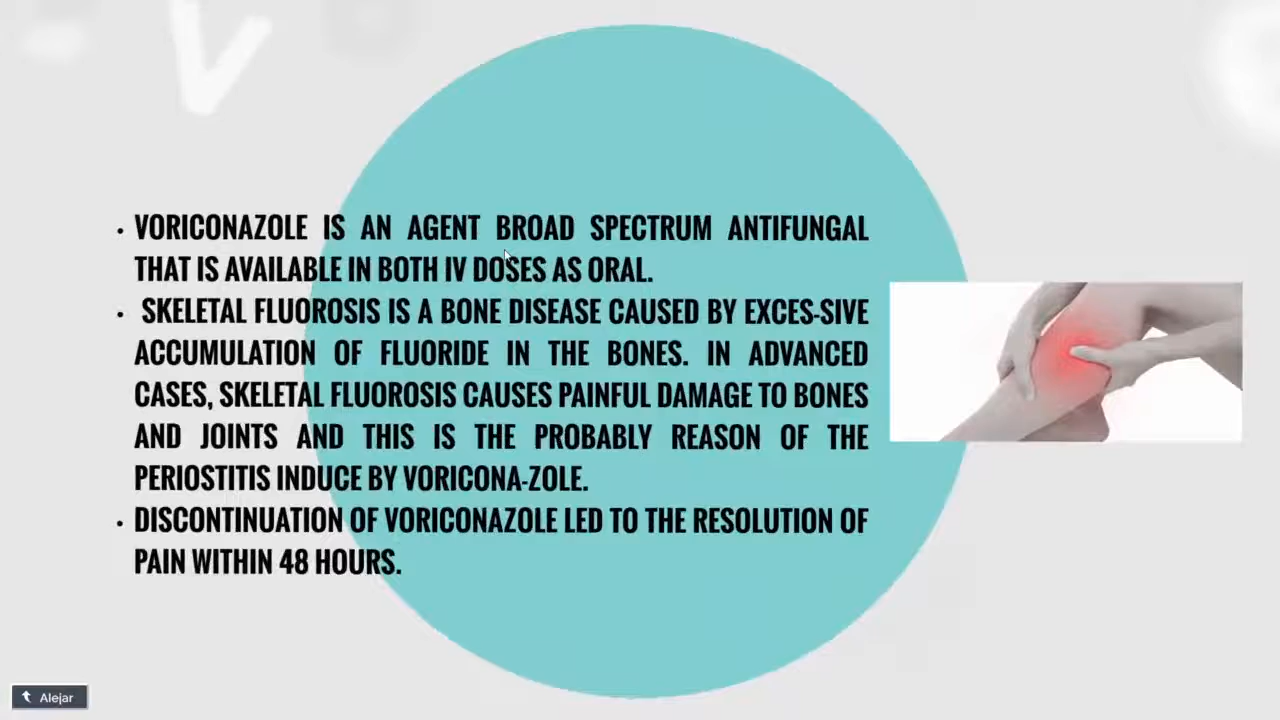 V
• VORICONAZOLE IS AN AGENT BROAD SPECTRUM ANTIFUNGAL
THAT IS AVAILABLE IN BOTH IV DOSES AS ORAL.
• SKELETAL FLUOROSIS IS A BONE DISEASE CAUSED BY EXCES-SIVE
ACCUMULATION OF FLUORIDE IN THE BONES. IN ADVANCED
CASES, SKELETAL FLUOROSIS CAUSES PAINFUL DAMAGE TO BONES
AND JOINTS AND THIS IS THE PROBABLY REASON OF THE
PERIOSTITIS INDUCE BY VORICONA-ZOLE.
• DISCONTINUATION OF VORICONAZOLE LED TO THE RESOLUTION OF
PAIN WITHIN 48 HOURS.
Alejar